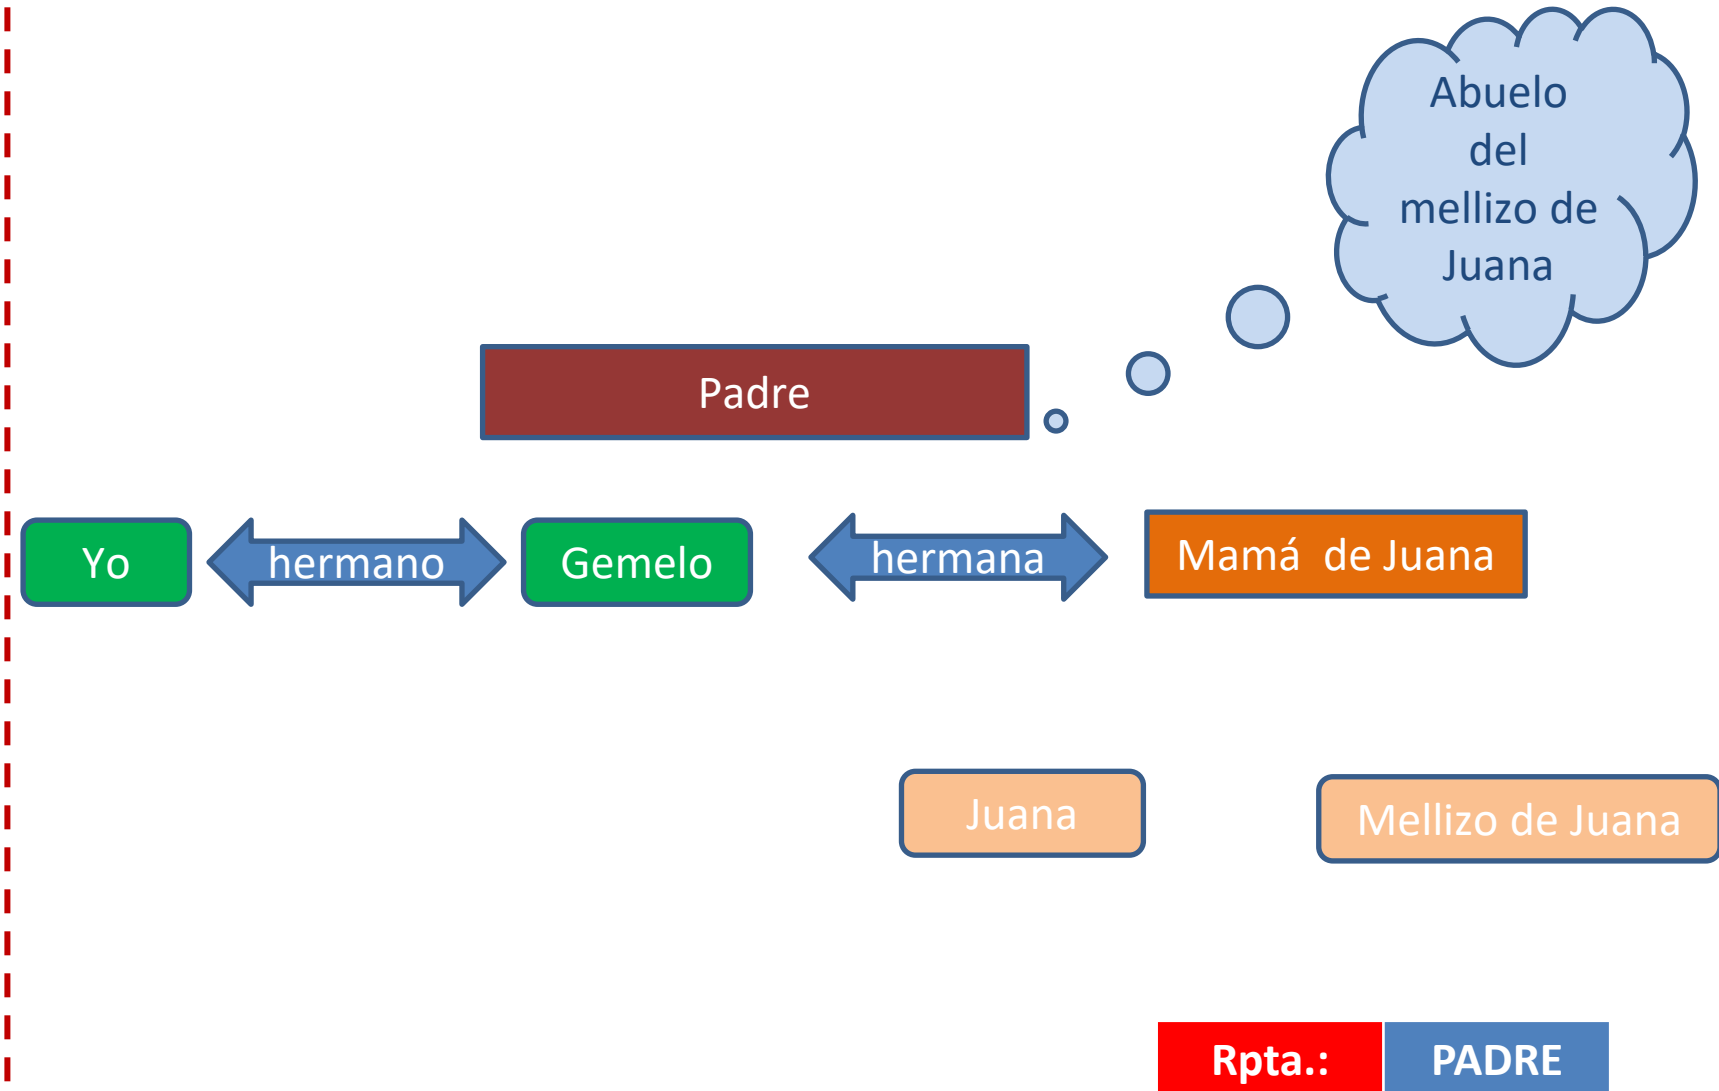 Abuelo
del
mellizo de
Juana
Padre
Yo
hermano
Gemelo
hermana
Mamá de Juana
Juana
Mellizo de Juana
Rpta.: PADRE